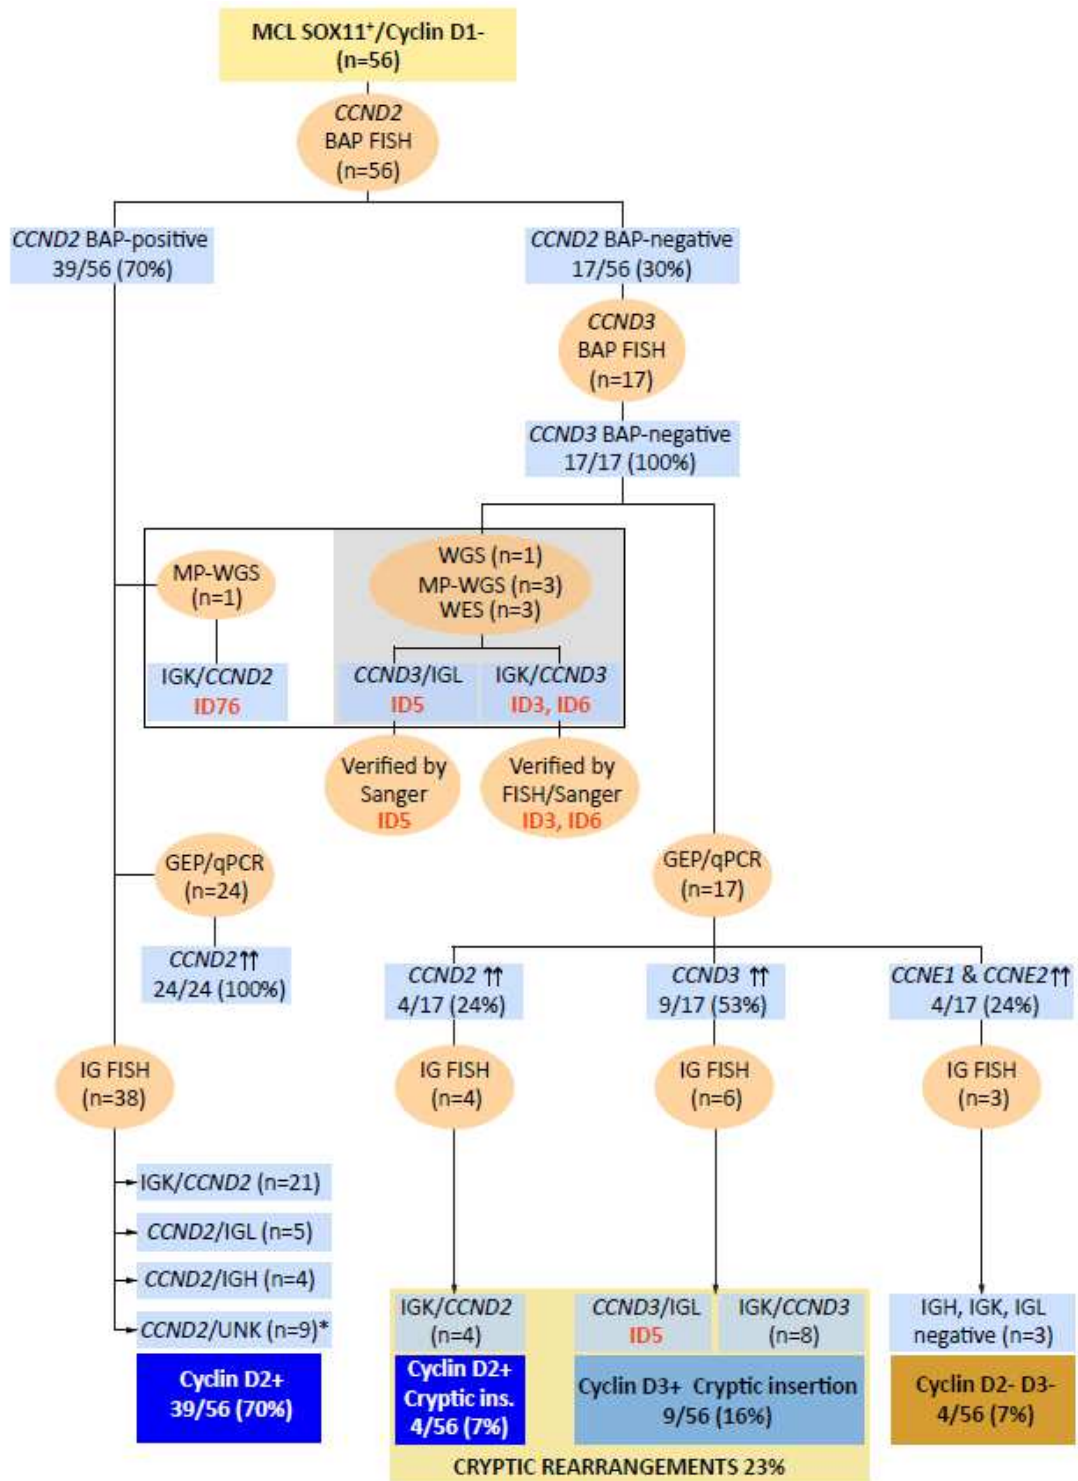 MCL SOX11⁺/Cyclin D1-
(n=56)
CCND2
BAP FISH
(n=56)
CCND2 BAP-positive
39/56 (70%)
CCND2 BAP-negative
17/56 (30%)
CCND3
BAP FISH
(n=17)
CCND3 BAP-negative
17/17 (100%)
MP-WGS
(n=1)
WGS (n=1)
MP-WGS (n=3)
WES (n=3)
IGK/CCND2
ID76
CCND3/IGL
ID5
IGK/CCND3
ID3, ID6
Verified by
Sanger
ID5
Verified by
FISH/Sanger
ID3, ID6
GEP/qPCR
(n=24)
GEP/qPCR
(n=17)
CCND2⇈
24/24 (100%)
CCND2 ⇈
4/17 (24%)
CCND3 ⇈
9/17 (53%)
CCNE1 & CCNE2⇈
4/17 (24%)
IG FISH
(n=38)
IG FISH
(n=4)
IG FISH
(n=6)
IG FISH
(n=3)
IGK/CCND2 (n=21)
CCND2/IGL (n=5)
CCND2/IGH (n=4)
CCND2/UNK (n=9)*
Cyclin D2+
39/56 (70%)
IGK/CCND2
(n=4)
Cyclin D2+
Cryptic ins.
4/56 (7%)
CCND3/IGL
ID5
IGK/CCND3
(n=8)
Cyclin D3+ Cryptic insertion
9/56 (16%)
IGH, IGK, IGL
negative (n=3)
Cyclin D2- D3-
4/56 (7%)
CRYPTIC REARRANGEMENTS 23%